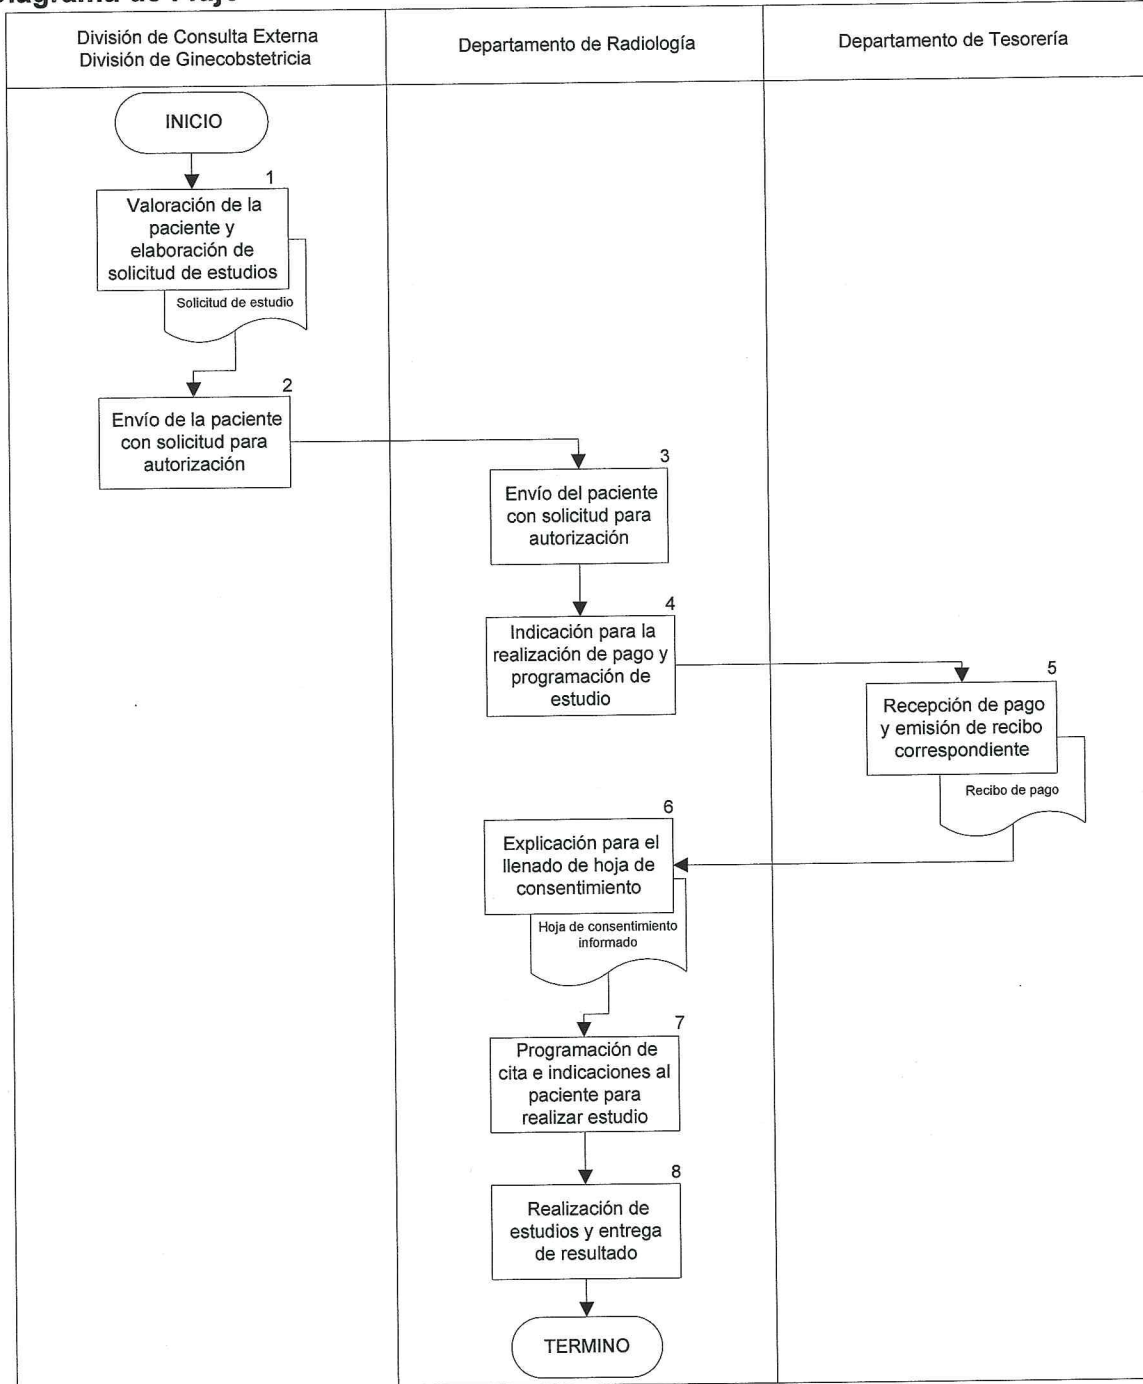 Diagrama de Flujo
División de Consulta Externa
División de Ginecobstetricia
Departamento de Radiología
Departamento de Tesorería
INICIO
1
Valoración de la
paciente y
elaboración de
solicitud de estudios
Solicitud de estudio
2
Envío de la paciente
con solicitud para
autorización
3
Envío del paciente
con solicitud para
autorización
4
Indicación para la
realización de pago y
programación de
estudio
5
Recepción de pago
y emisión de recibo
correspondiente
Recibo de pago
6
Explicación para el
llenado de hoja de
consentimiento
Hoja de consentimiento
informado
7
Programación de
cita e indicaciones al
paciente para
realizar estudio
8
Realización de
estudios y entrega
de resultado
TERMINO